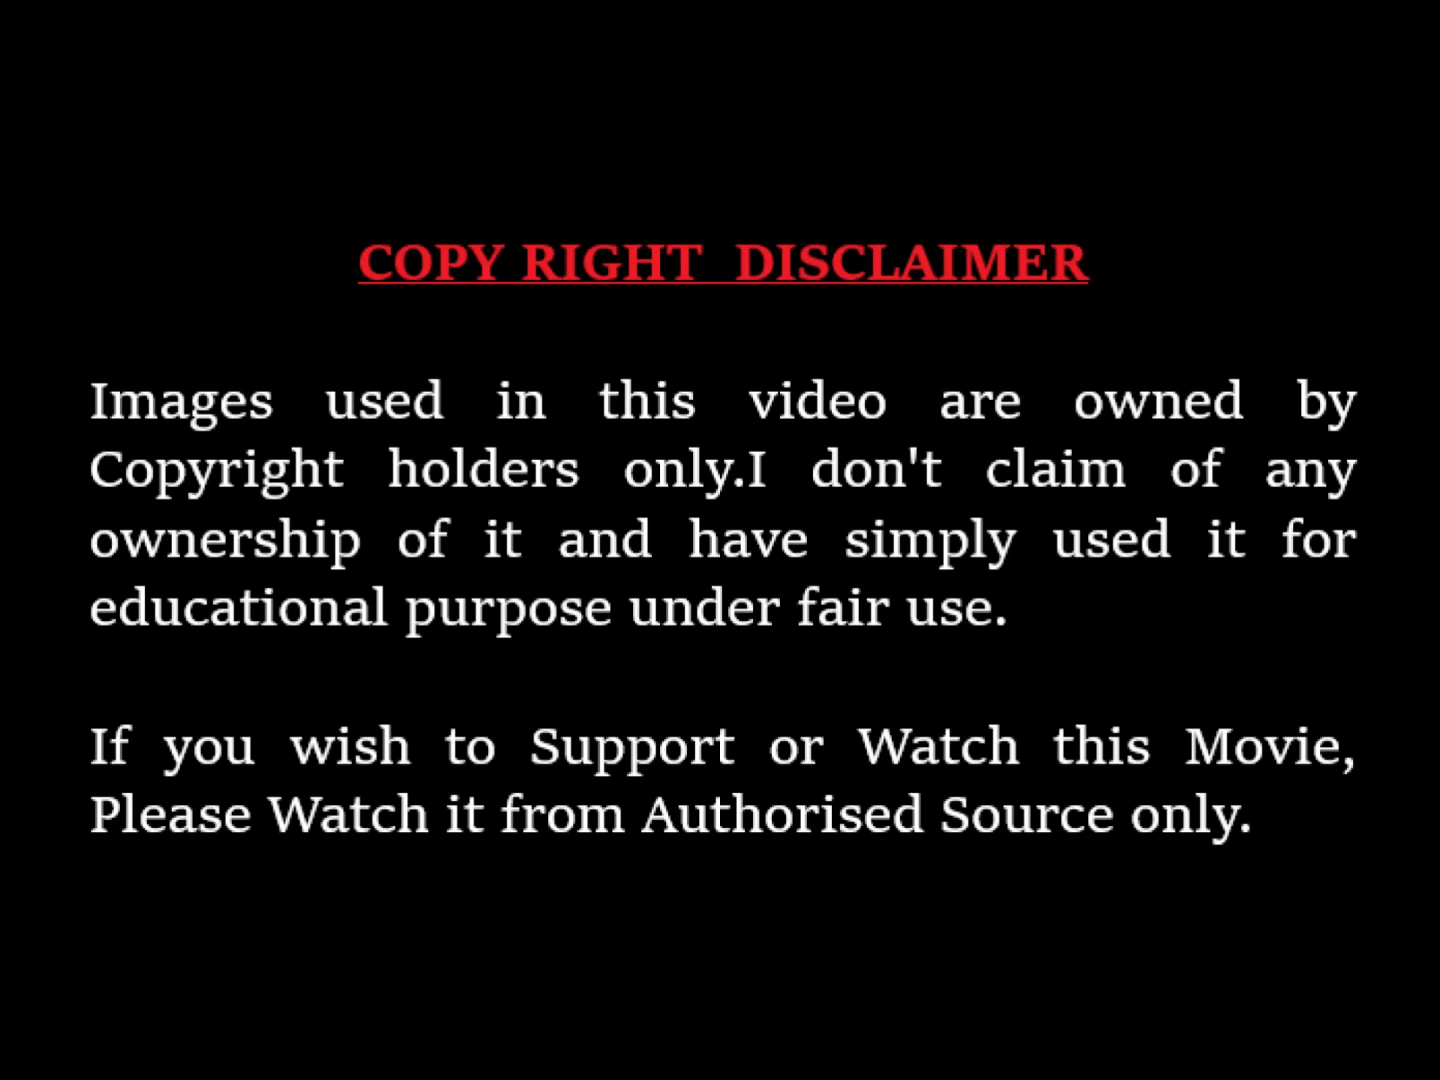 COPY RIGHT  DISCLAIMER
Images used in this video are owned by
Copyright holders only.I don't claim of any
ownership of it and have simply used it for
educational purpose under fair use.
If you wish to Support or Watch this Movie,
Please Watch it from Authorised Source only.